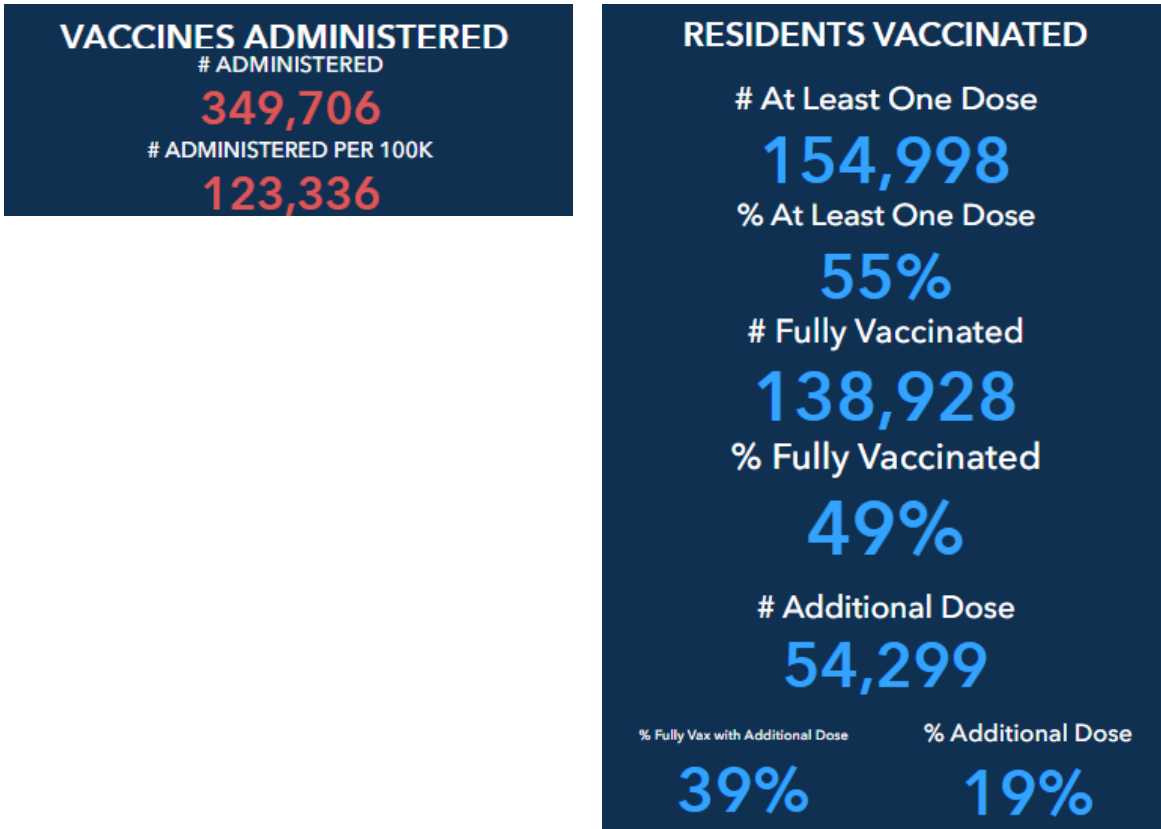 VACCINES ADMINISTERED
# ADMINISTERED
349,706
# ADMINISTERED PER 100K
123,336
RESIDENTS VACCINATED
# At Least One Dose
154,998
% At Least One Dose
55%
# Fully Vaccinated
138,928
% Fully Vaccinated
49%
# Additional Dose
54,299
% Fully Vax with Additional Dose
39%
% Additional Dose
19%